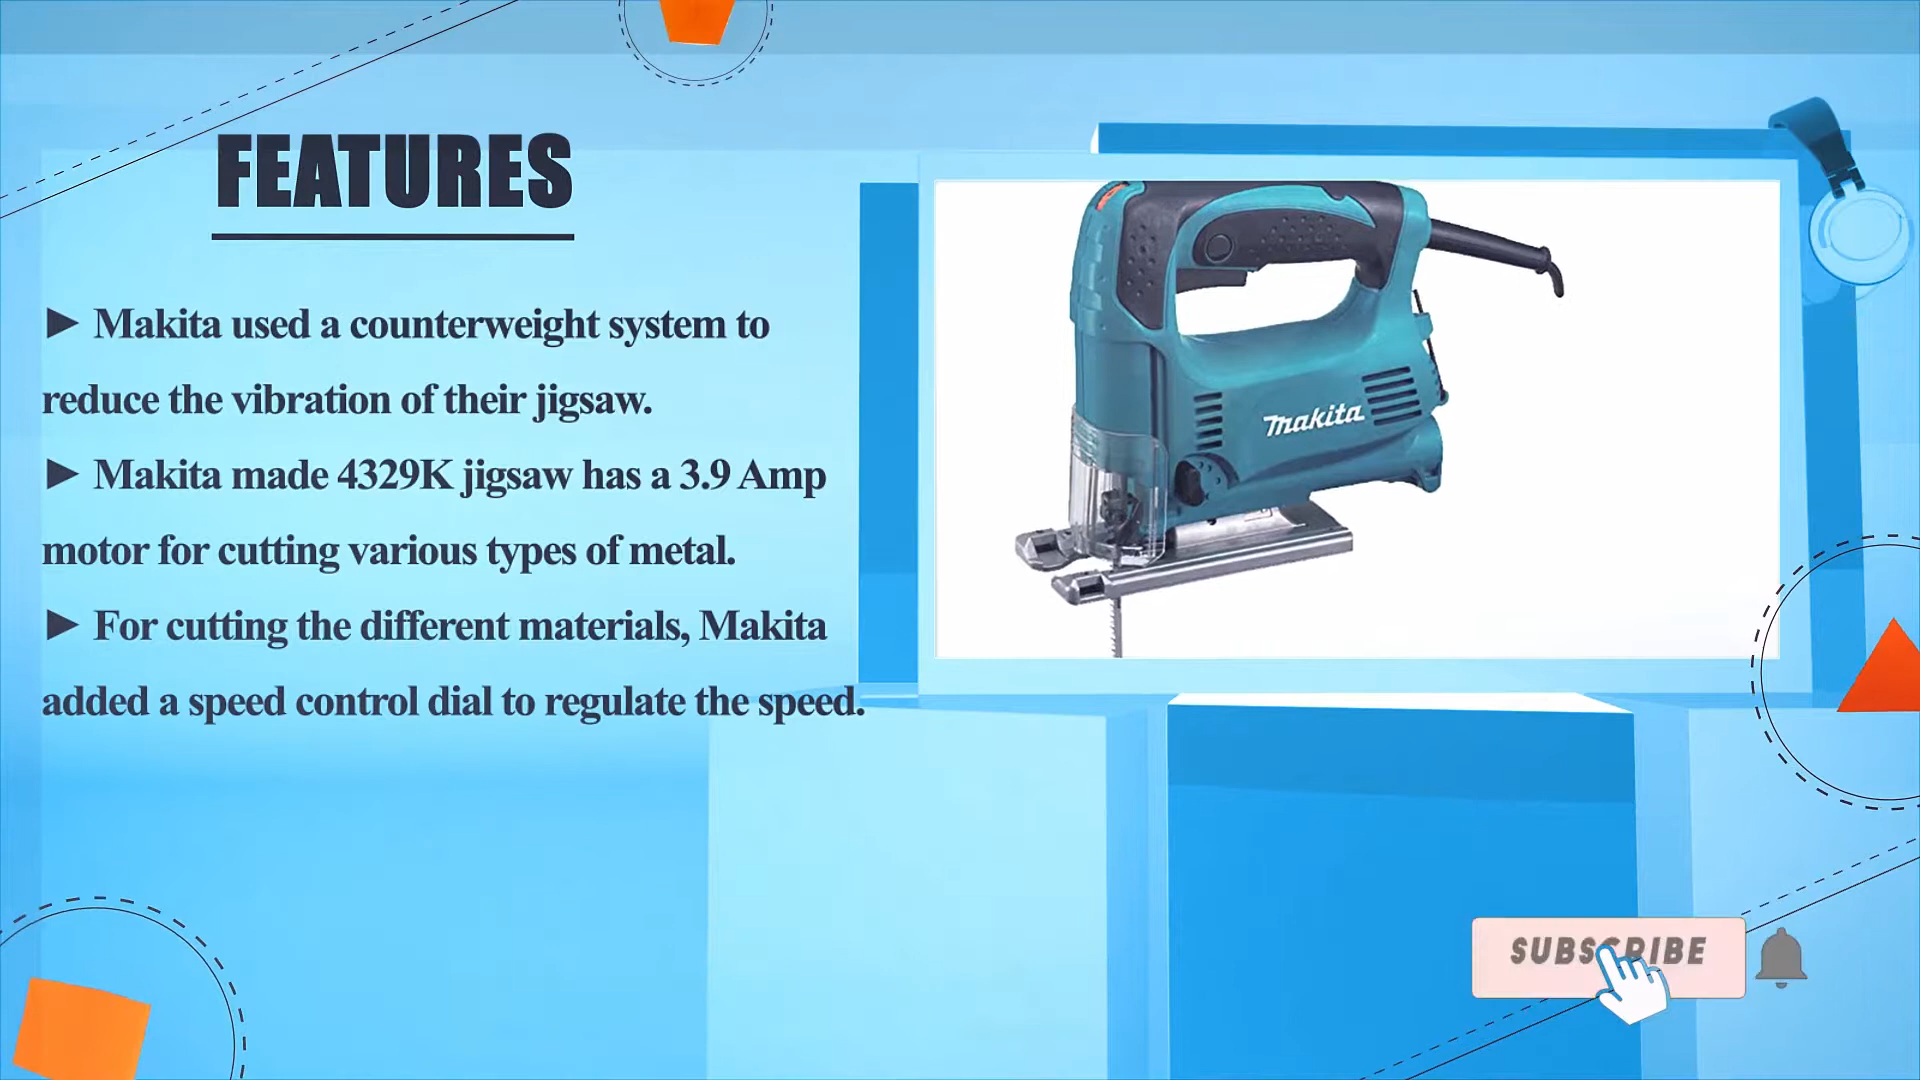 FEATURES
► Makita used a counterweight system to
reduce the vibration of their jigsaw.
► Makita made 4329K jigsaw has a 3.9 Amp
motor for cutting various types of metal.
► For cutting the different materials, Makita
added a speed control dial to regulate the speed.
makita
SUBSCRIBE